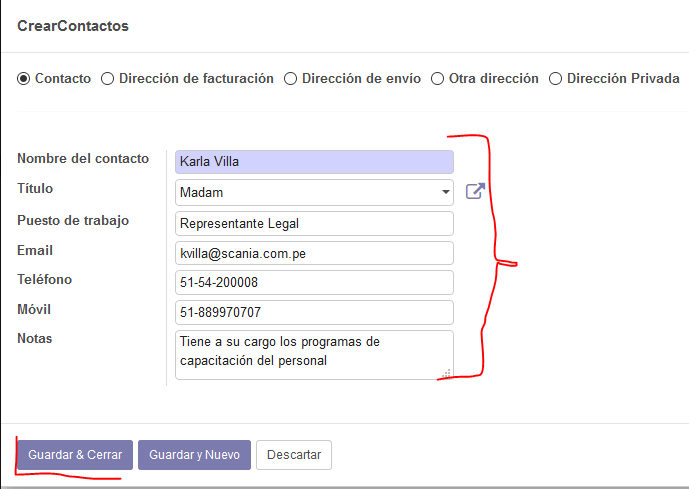 CrearContactos
Contacto Dirección de facturación Dirección de envío Otra dirección Dirección Privada
Nombre del contacto Karla Villa
Título Madam
Puesto de trabajo Representante Legal
Email kvilla@scania.com.pe
Teléfono 51-54-200008
Móvil 51-889970707
Notas Tiene a su cargo los programas de
capacitación del personal
Guardar & Cerrar Guardar y Nuevo Descartar